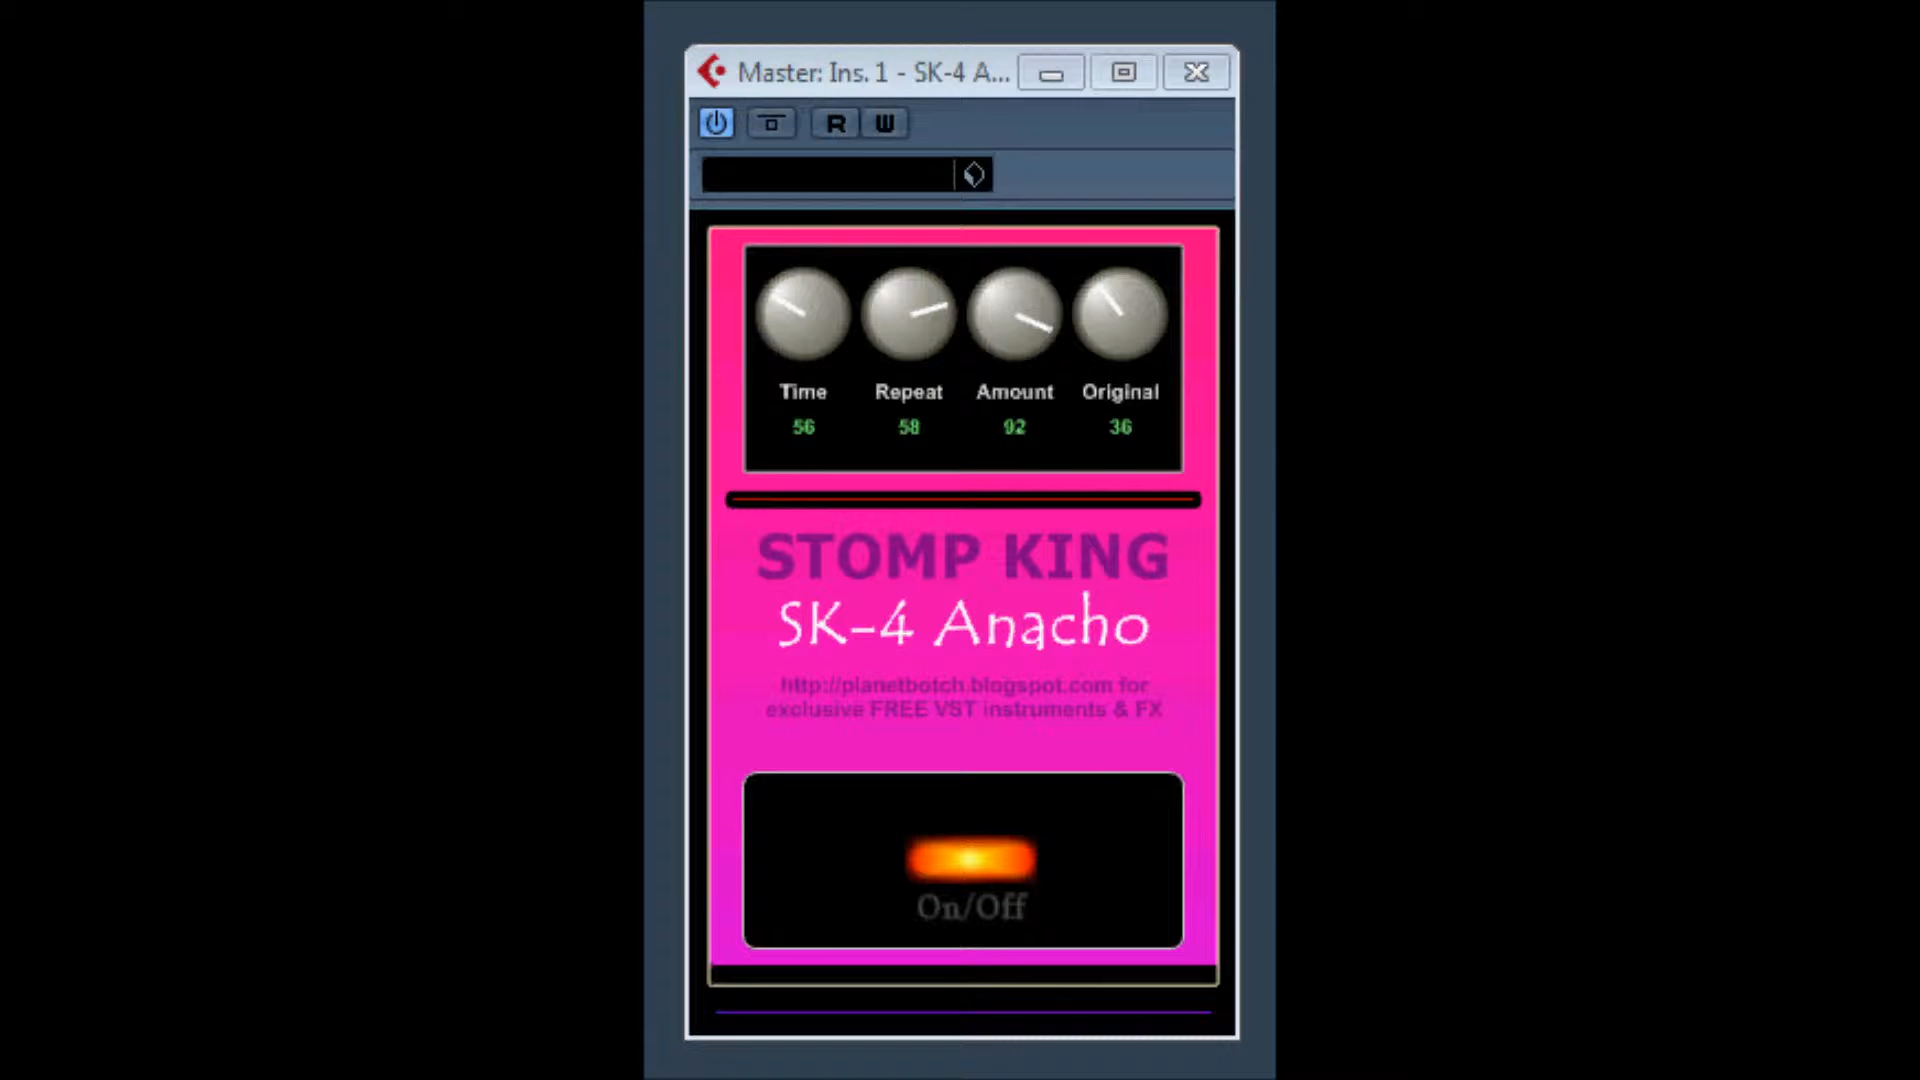 Master: Ins. 1 - SK-4 A...
R W
Time Repeat Amount Original
56 58 92 36
STOMP KING
SK-4 Anacho
http://planetbotch.blogspot.com for
exclusive FREE VST instruments & FX
On/Off